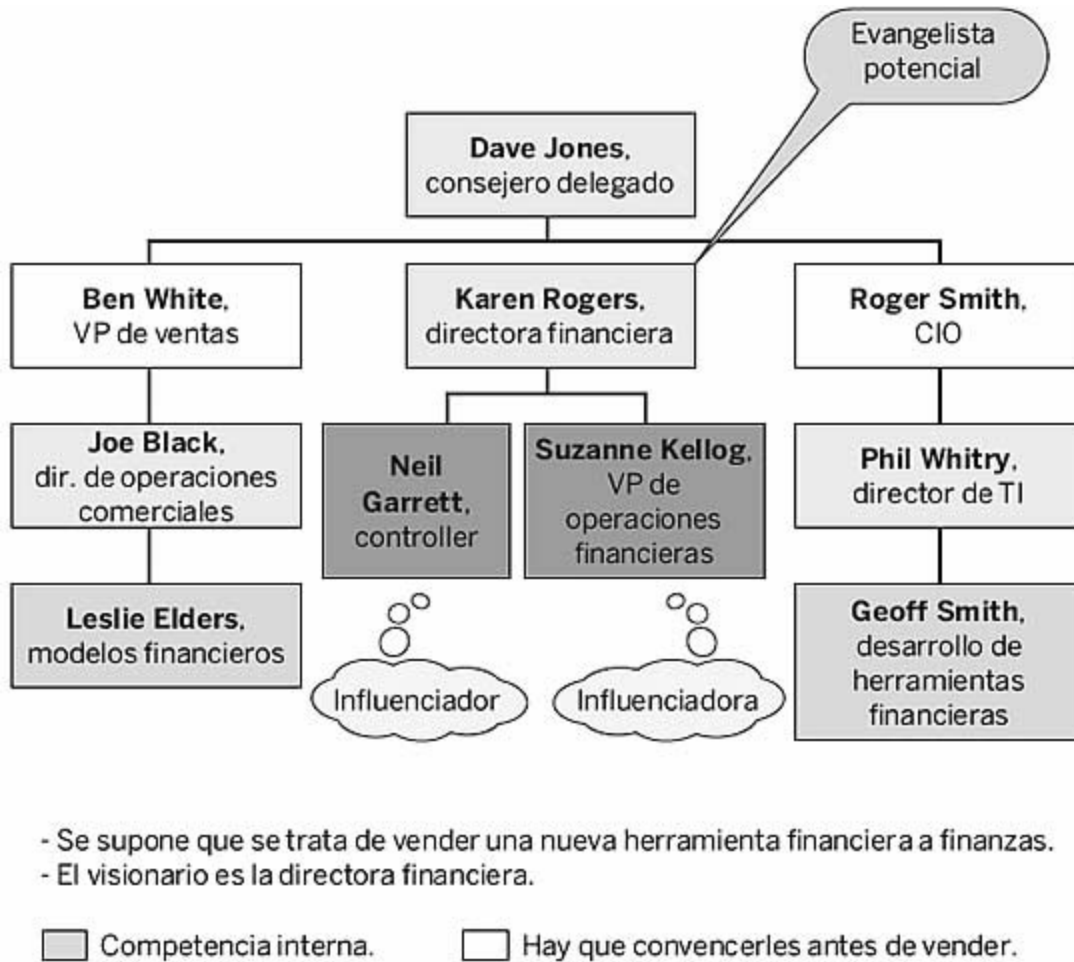 Evangelista
potencial
Dave Jones,
consejero delegado
Ben White,
VP de ventas
Karen Rogers,
directora financiera
Roger Smith,
CIO
Joe Black,
dir. de operaciones
comerciales
Neil
Garrett,
controller
Suzanne Kellog,
VP de
operaciones
financieras
Phil Whitry,
director de TI
Leslie Elders,
modelos financieros
Influenciador
Influenciadora
Geoff Smith,
desarrollo de
herramientas
financieras
- Se supone que se trata de vender una nueva herramienta financiera a finanzas.
- El visionario es la directora financiera.
Competencia interna.
Hay que convencerles antes de vender.